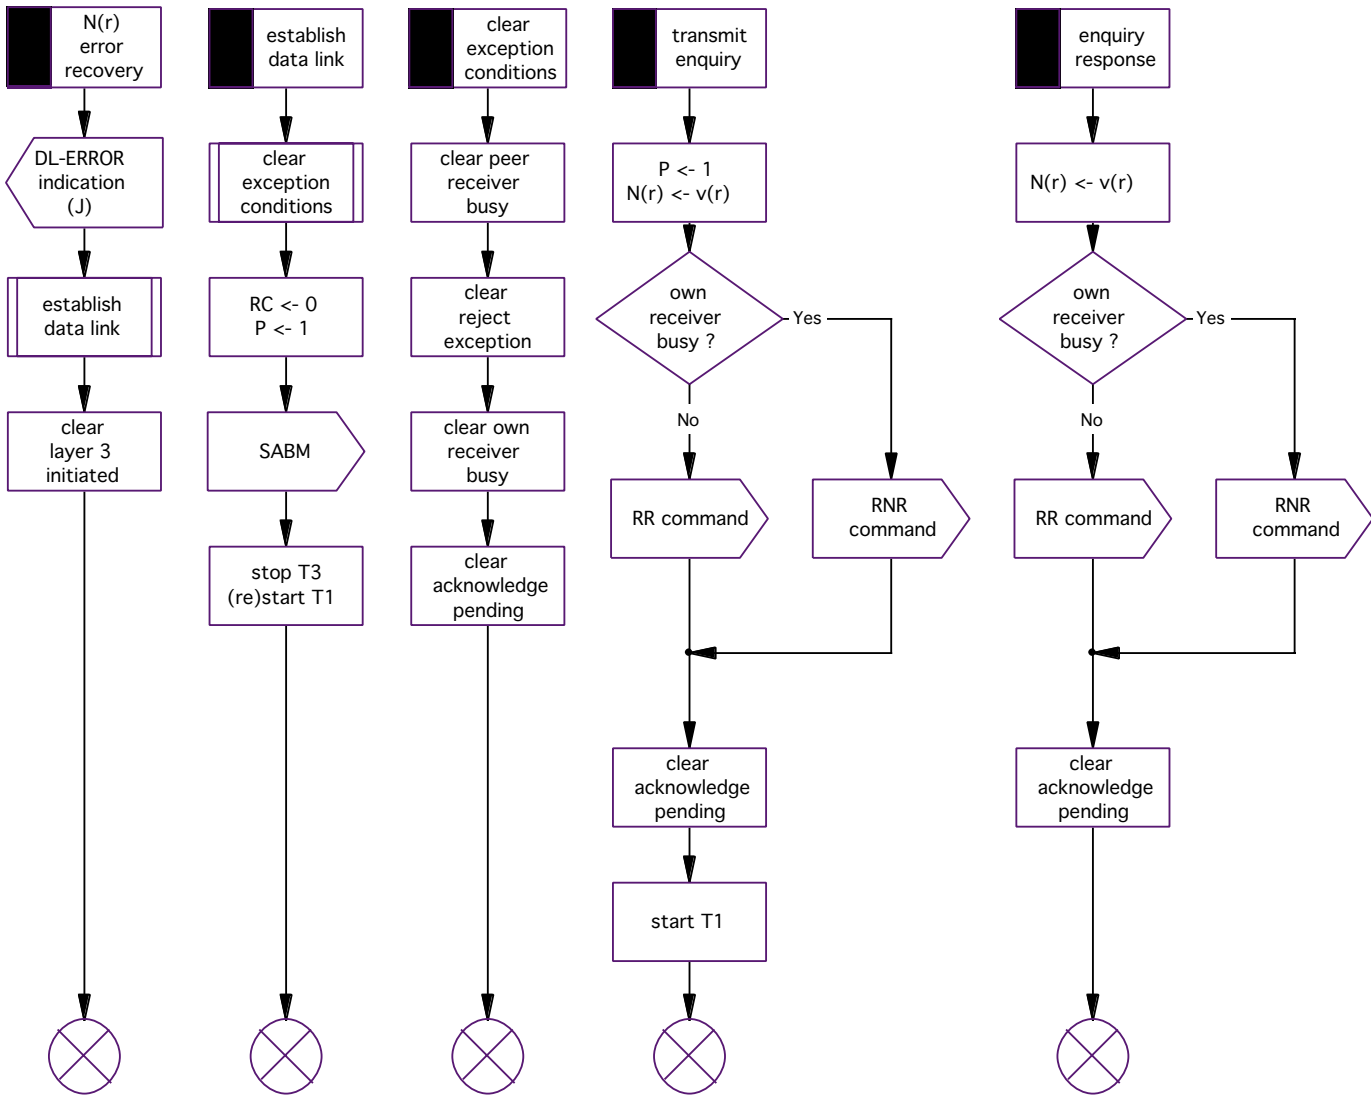 N(r)
error
recovery
DL-ERROR
indication
(J)
establish
data link
clear
layer 3
initiated
establish
data link
clear
exception
conditions
RC <- 0
P <- 1
SABM
stop T3
(re)start T1
clear
exception
conditions
clear peer
receiver
busy
clear
reject
exception
clear own
receiver
busy
clear
acknowledge
pending
transmit
enquiry
P <- 1
N(r) <- v(r)
own
receiver
busy ?
Yes
No
RR command
RNR
command
clear
acknowledge
pending
start T1
enquiry
response
N(r) <- v(r)
own
receiver
busy ?
Yes
No
RR command
RNR
command
clear
acknowledge
pending